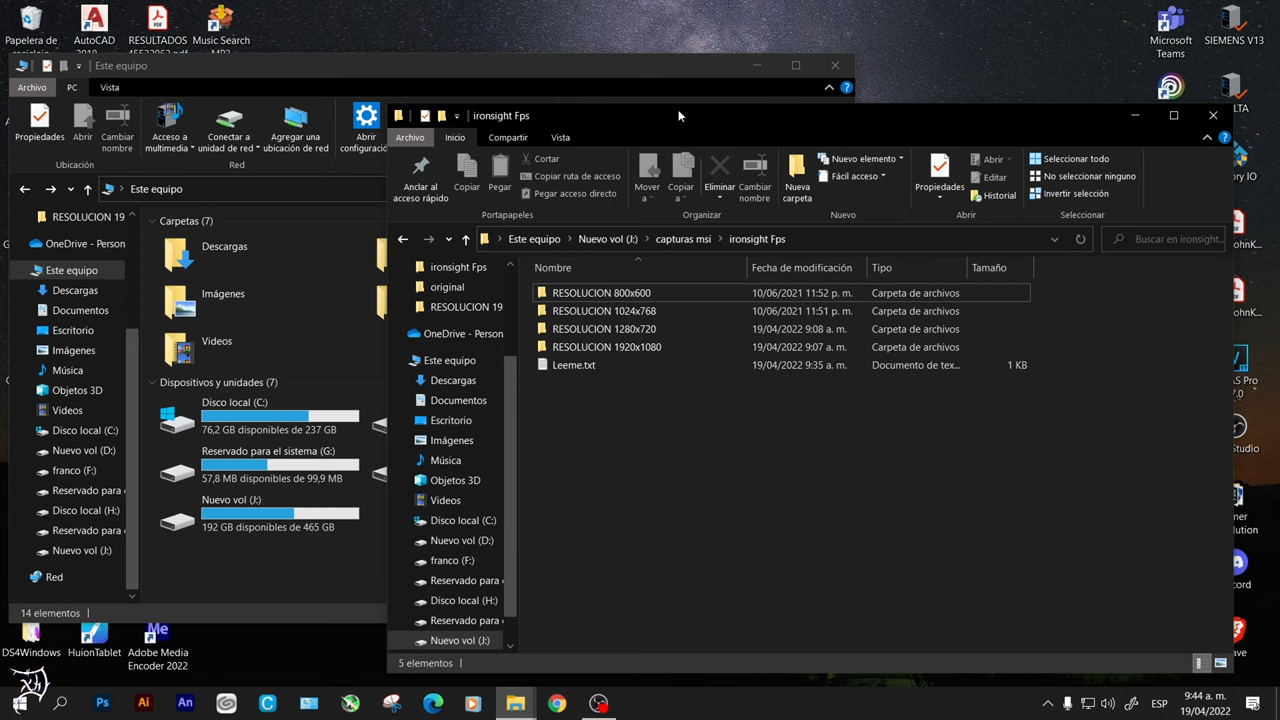 Papelera de
reciclaje
AutoCAD
2018
RESULTADOS
45532062.pdf
Music Search
MP3
Microsoft
Teams
SIEMENS V13
Este equipo
Archivo
PC
Vista
Propiedades
Abrir
Cambiar
nombre
Acceso a
multimedia
Conectar a
unidad de red
Agregar una
ubicación de red
Abrir
configuració
Ubicación
Red
Este equipo
RESOLUCION 19
OneDrive - Person
Este equipo
Descargas
Documentos
Escritorio
Imágenes
Música
Objetos 3D
Videos
Disco local (C:)
Nuevo vol (D:)
franco (F:)
Reservado para e
Disco local (H:)
Reservado para e
Nuevo vol (J:)
Red
Carpetas (7)
Descargas
Imágenes
Videos
Dispositivos y unidades (7)
Disco local (C:)
76,2 GB disponibles de 237 GB
Reservado para el sistema (G:)
57,8 MB disponibles de 99,9 MB
Nuevo vol (J:)
192 GB disponibles de 465 GB
14 elementos
ironsight Fps
Archivo
Inicio
Compartir
Vista
Anclar al
acceso rápido
Copiar
Pegar
Cortar
Copiar ruta de acceso
Pegar acceso directo
Portapapeles
Mover
a
Copiar
a
Eliminar
Cambiar
nombre
Organizar
Nueva
carpeta
Nuevo elemento
Fácil acceso
Nuevo
Propiedades
Abrir
Editar
Historial
Abrir
Seleccionar todo
No seleccionar ninguno
Invertir selección
Seleccionar
Este equipo
Nuevo vol (J:)
capturas msi
ironsight Fps
Buscar en ironsight...
ironsight Fps
original
RESOLUCION 19
OneDrive - Person
Este equipo
Descargas
Documentos
Escritorio
Imágenes
Música
Objetos 3D
Videos
Disco local (C:)
Nuevo vol (D:)
franco (F:)
Reservado para
Disco local (H:)
Reservado para
Nuevo vol (J:)
Nombre Fecha de modificación Tipo Tamaño
RESOLUCION 800x600 10/06/2021 11:52 p. m. Carpeta de archivos
RESOLUCION 1024x768 10/06/2021 11:51 p. m. Carpeta de archivos
RESOLUCION 1280x720 19/04/2022 9:08 a. m. Carpeta de archivos
RESOLUCION 1920x1080 19/04/2022 9:07 a. m. Carpeta de archivos
Leeme.txt 19/04/2022 9:35 a. m. Documento de tex... 1 KB
5 elementos
DS4Windows
HuionTablet
Adobe Media
Encoder 2022
9:44 a. m.
ESP
19/04/2022